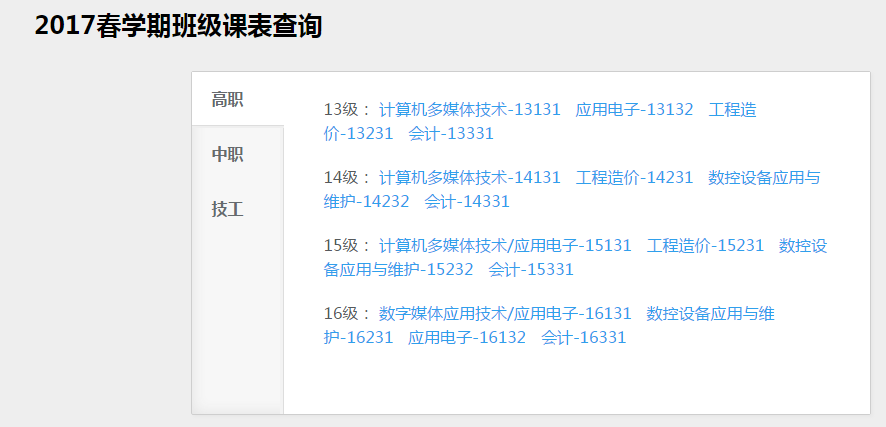 2017春学期班级课表查询
高职
13级： 计算机多媒体技术-13131 应用电子-13132 工程造
价-13231 会计-13331
中职
14级： 计算机多媒体技术-14131 工程造价-14231 数控设备应用与
维护-14232 会计-14331
技工
15级： 计算机多媒体技术/应用电子-15131 工程造价-15231 数控设
备应用与维护-15232 会计-15331
16级： 数字媒体应用技术/应用电子-16131 数控设备应用与维
护-16231 应用电子-16132 会计-16331